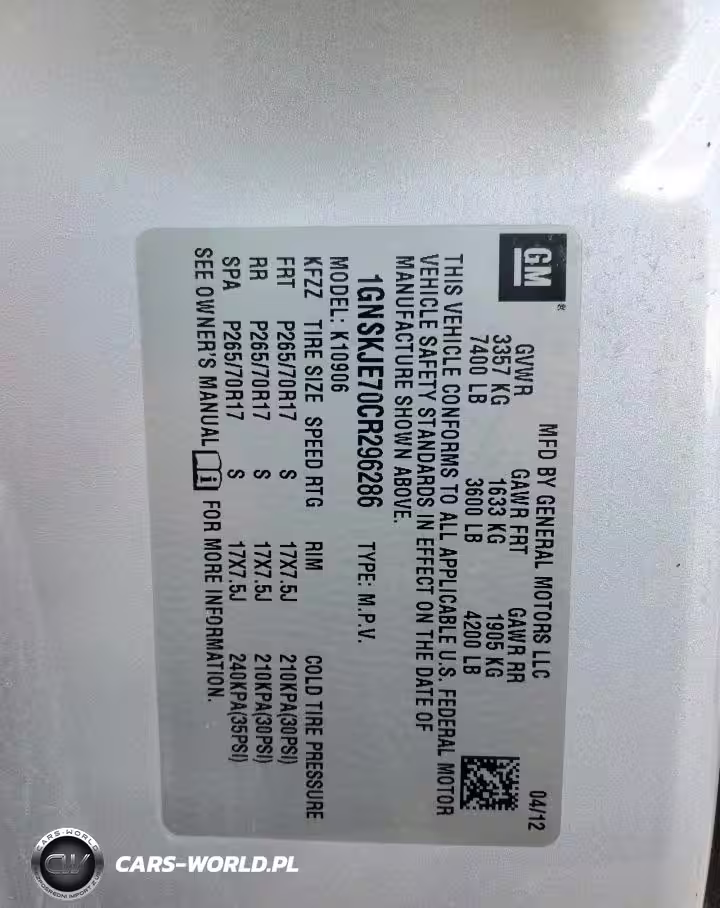 GM
®
MFD BY GENERAL MOTORS LLC 04/12
GVWR GAWR FRT GAWR RR
3357 KG 1633 KG 1905 KG
7400 LB 3600 LB 4200 LB
THIS VEHICLE CONFORMS TO ALL APPLICABLE U.S. FEDERAL MOTOR
VEHICLE SAFETY STANDARDS IN EFFECT ON THE DATE OF
MANUFACTURE SHOWN ABOVE.
1GNSKJE70CR296286 TYPE: M.P.V.
MODEL: K10906
KFZZ TIRE SIZE SPEED RTG RIM COLD TIRE PRESSURE
FRT P265/70R17 S 17X7.5J 210KPA(30PSI)
RR P265/70R17 S 17X7.5J 210KPA(30PSI)
SPA P265/70R17 S 17X7.5J 240KPA(35PSI)
SEE OWNER'S MANUAL i FOR MORE INFORMATION.
CARS-WORLD
CW
CARS-WORLD.PL